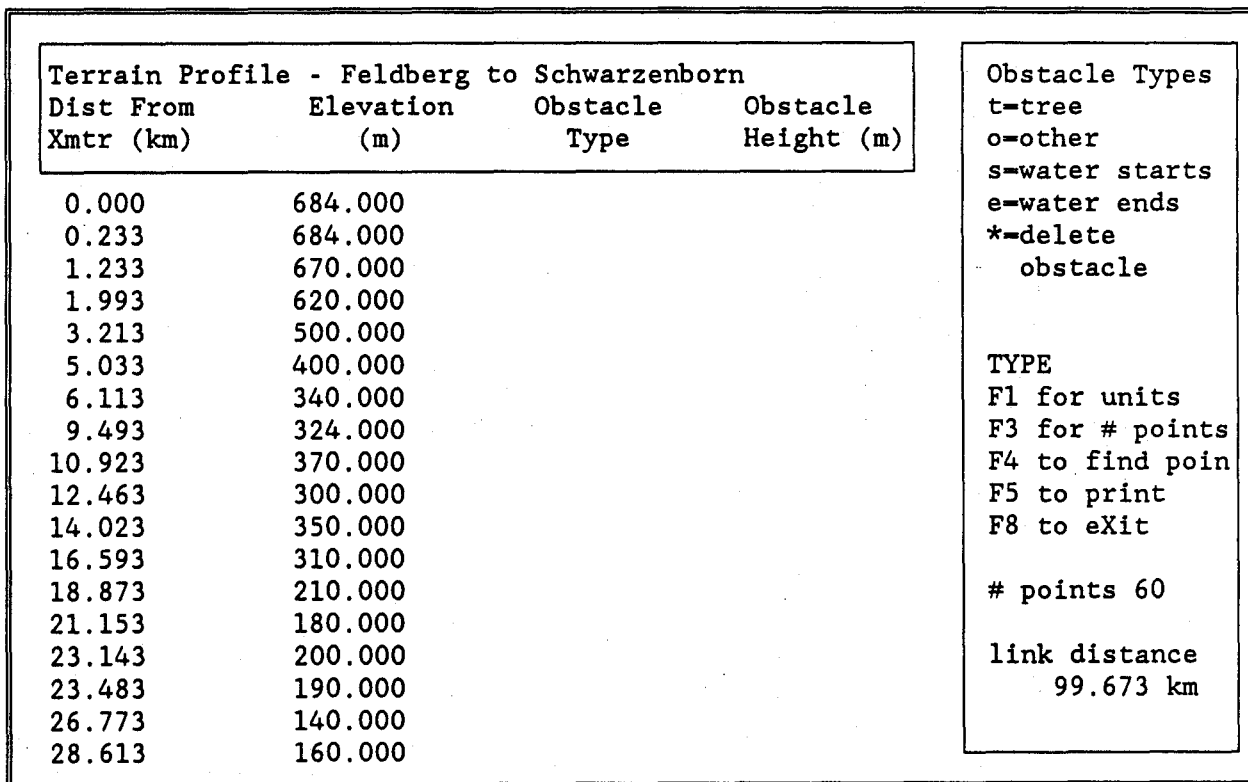 Terrain Profile - Feldberg to Schwarzenborn
Dist From Elevation Obstacle Obstacle
Xmtr (km) (m) Type Height (m)
0.000 684.000
0.233 684.000
1.233 670.000
1.993 620.000
3.213 500.000
5.033 400.000
6.113 340.000
9.493 324.000
10.923 370.000
12.463 300.000
14.023 350.000
16.593 310.000
18.873 210.000
21.153 180.000
23.143 200.000
23.483 190.000
26.773 140.000
28.613 160.000
Obstacle Types
t=tree
o=other
s=water starts
e=water ends
*=delete
obstacle
TYPE
F1 for units
F3 for # points
F4 to find poin
F5 to print
F8 to eXit
# points 60
link distance
99.673 km